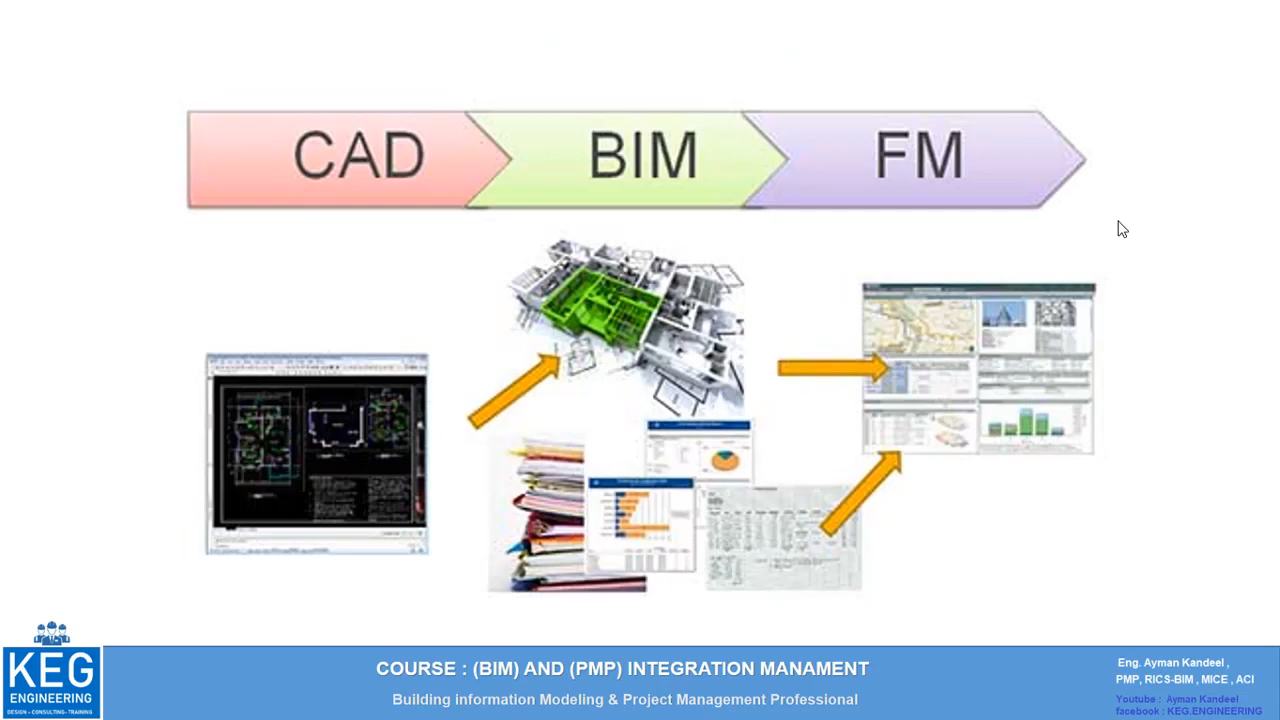 CAD
BIM
FM
KEG
ENGINEERING
DESIGN - CONSULTING- TRAINING
COURSE : (BIM) AND (PMP) INTEGRATION MANAMENT
Building information Modeling & Project Management Professional
Eng. Ayman Kandeel ,
PMP, RICS-BIM , MICE , ACI
Youtube : Ayman Kandeel
facebook : KEG.ENGINEERING